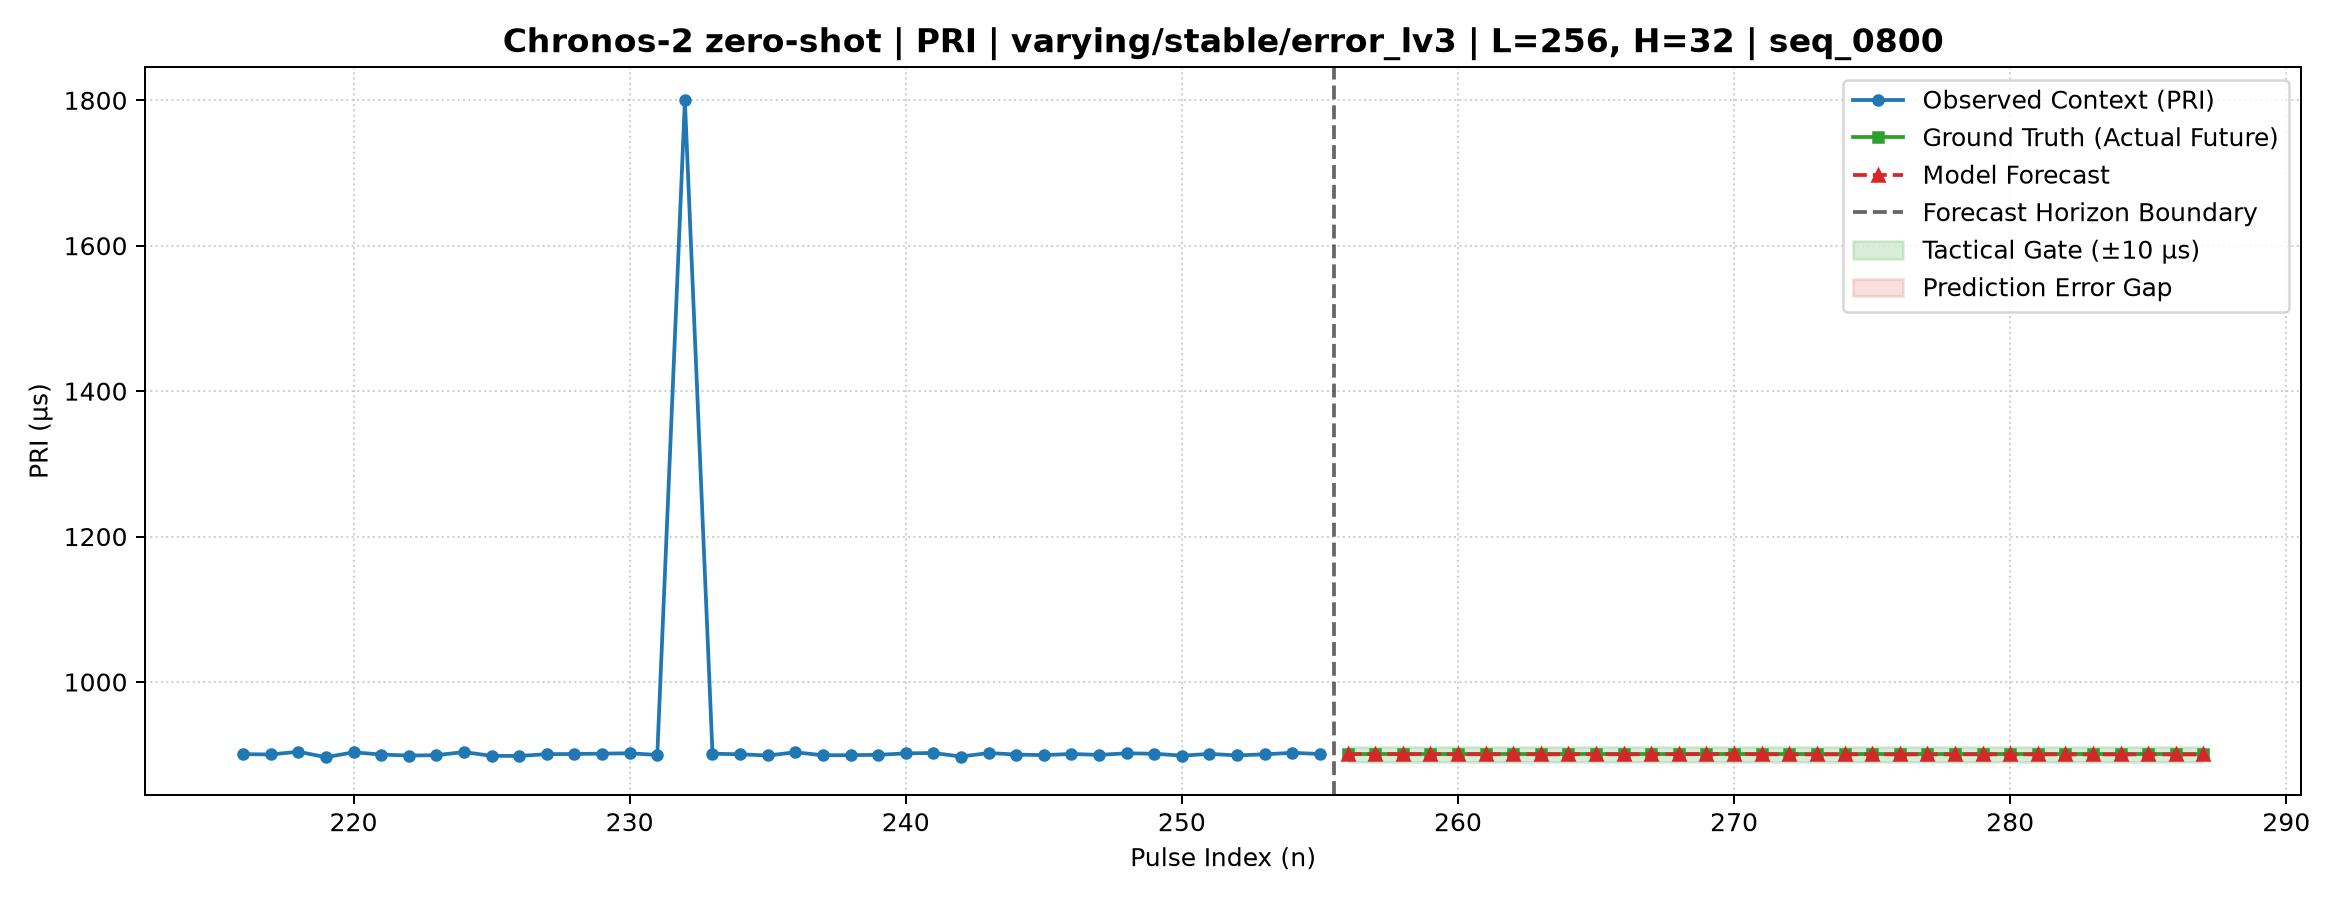 Chronos-2 zero-shot | PRI | varying/stable/error_lv3 | L=256, H=32 | seq_0800
PRI (µs)
1800
1600
1400
1200
1000
Observed Context (PRI)
Ground Truth (Actual Future)
Model Forecast
Forecast Horizon Boundary
Tactical Gate (±10 µs)
Prediction Error Gap
220 230 240 250 260 270 280 290
Pulse Index (n)